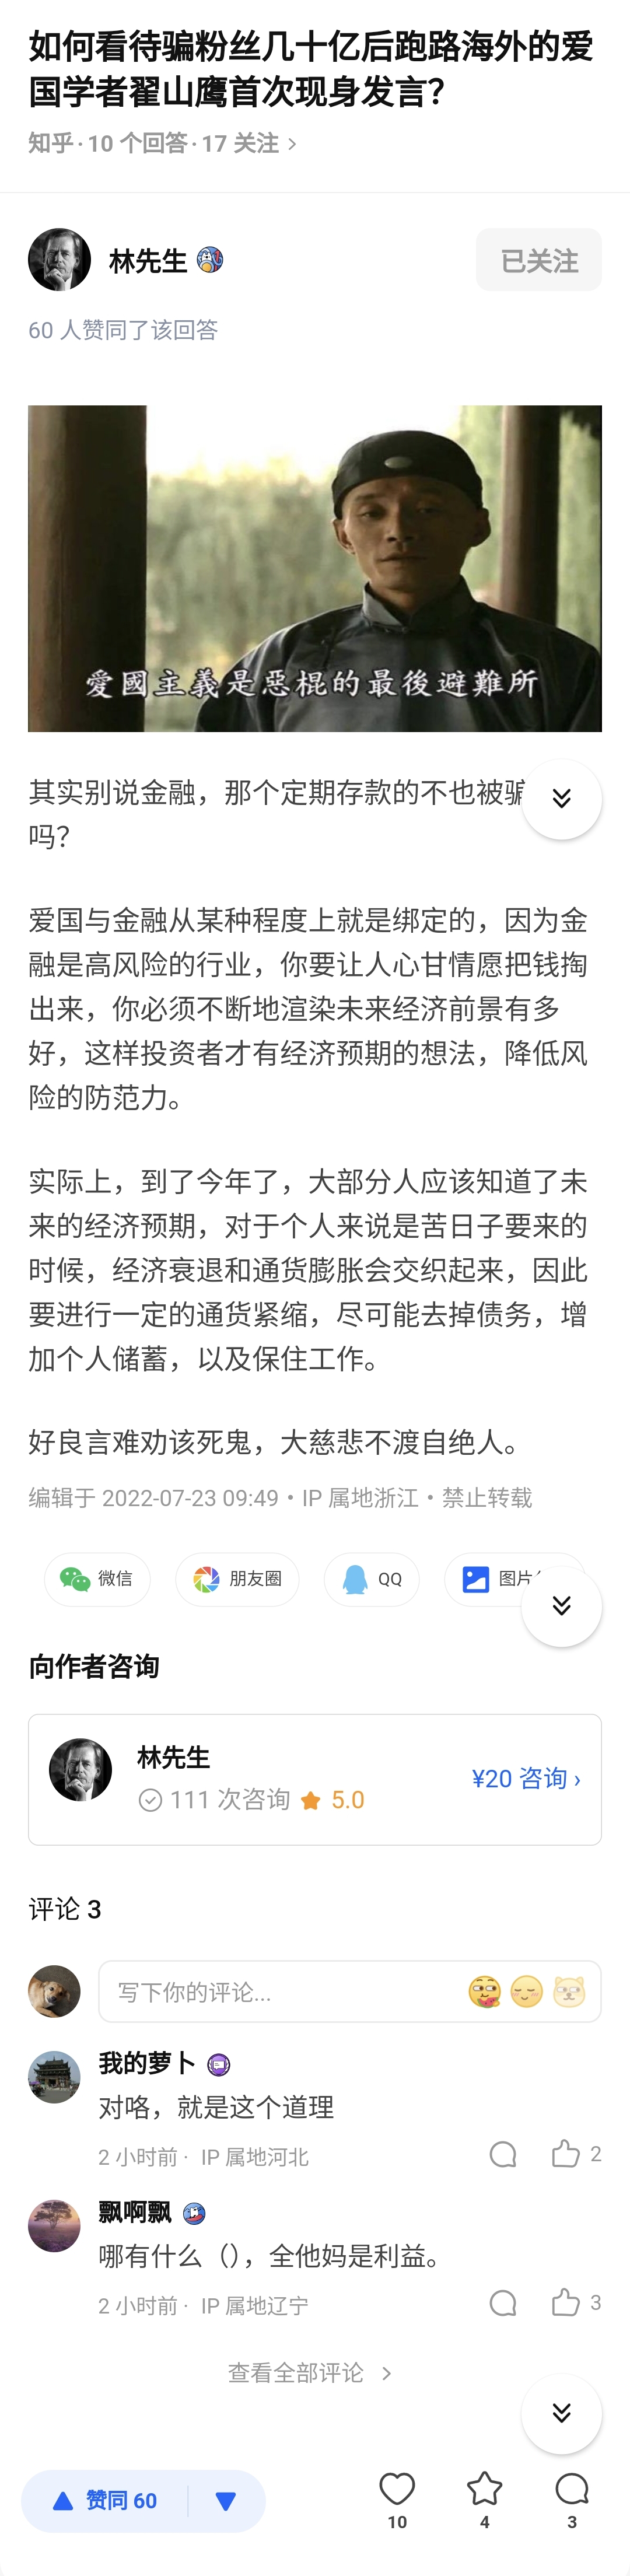 如何看待骗粉丝几十亿后跑路海外的爱
国学者翟山鹰首次现身发言？
知乎·10 个回答·17 关注 >
林先生
已关注
60 人赞同了该回答
愛國主義是惡棍的最後避難所
其实别说金融，那个定期存款的不也被骗
吗？
爱国与金融从某种程度上就是绑定的，因为金
融是高风险的行业，你要让人心甘情愿把钱掏
出来，你必须不断地渲染未来经济前景有多
好，这样投资者才有经济预期的想法，降低风
险的防范力。
实际上，到了今年了，大部分人应该知道了未
来的经济预期，对于个人来说是苦日子要来的
时候，经济衰退和通货膨胀会交织起来，因此
要进行一定的通货紧缩，尽可能去掉债务，增
加个人储蓄，以及保住工作。
好良言难劝该死鬼，大慈悲不渡自绝人。
编辑于 2022-07-23 09:49・IP 属地浙江・禁止转载
微信 朋友圈 QQ 图片
向作者咨询
林先生
111 次咨询 5.0
¥20 咨询 ›
评论 3
写下你的评论...
我的萝卜
对咯，就是这个道理
2 小时前· IP 属地河北 2
飘啊飘
哪有什么（），全他妈是利益。
2 小时前· IP 属地辽宁 3
查看全部评论 >
赞同 60
10 4 3